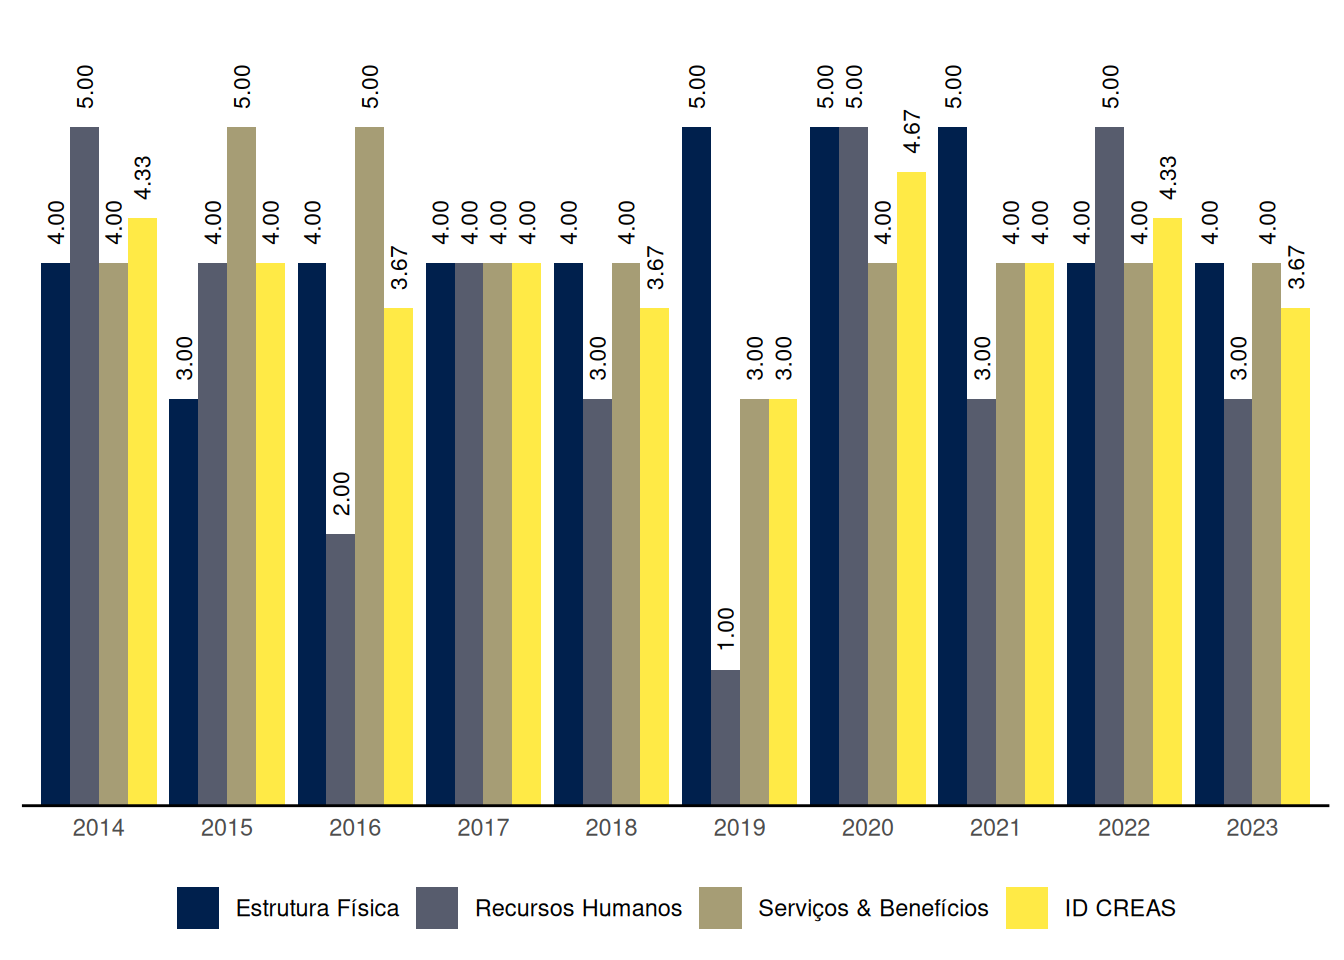 4.00 5.00 4.00 4.33 3.00 4.00 5.00 4.00 4.00 2.00 5.00 3.67 4.00 4.00 4.00 4.00 4.00 3.00 4.00 3.67 5.00 1.00 3.00 3.00 5.00 5.00 4.00 4.67 5.00 3.00 4.00 4.00 4.00 5.00 4.00 4.33 4.00 3.00 4.00 3.67
2014 2015 2016 2017 2018 2019 2020 2021 2022 2023
Estrutura Física Recursos Humanos Serviços & Benefícios ID CREAS